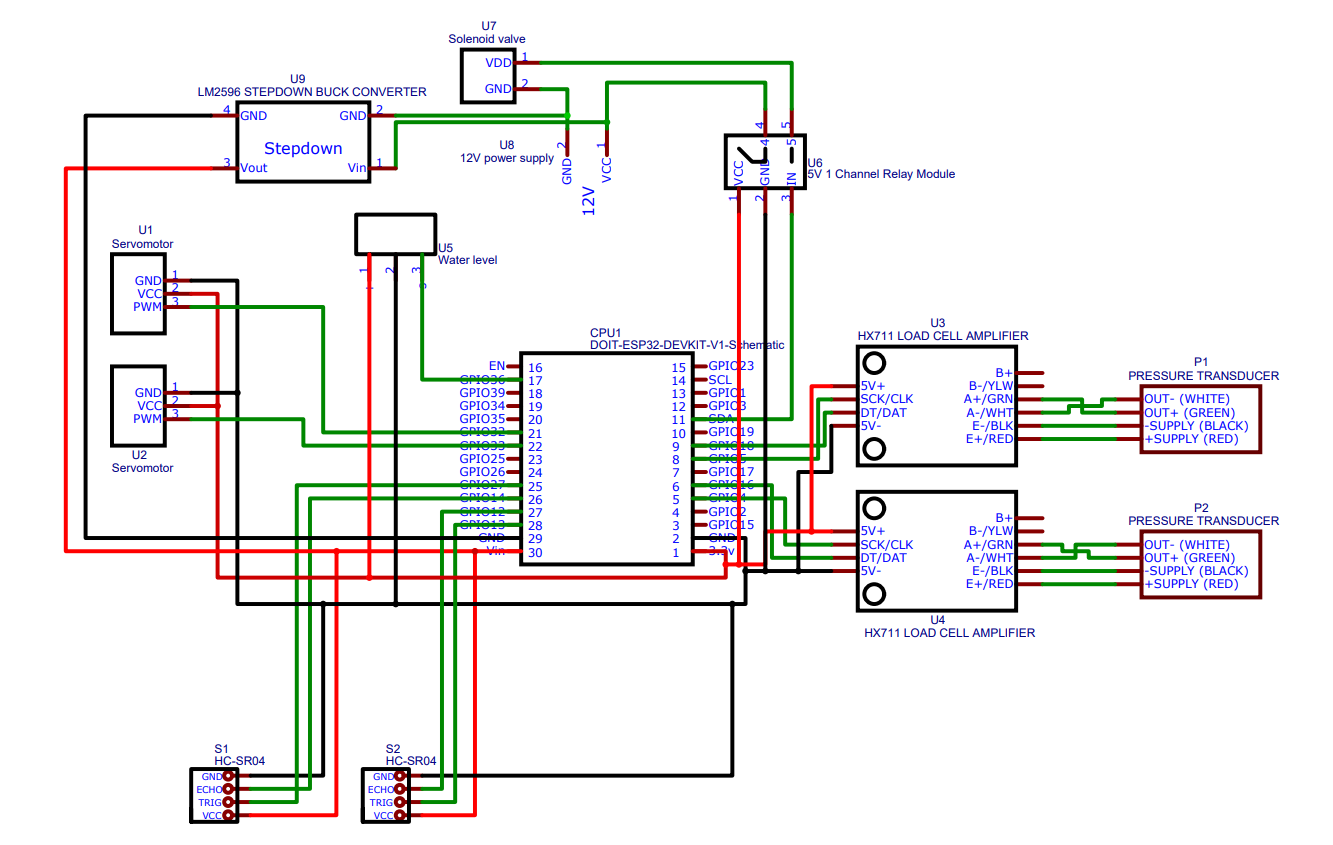 U7
Solenoid valve
VDD 1
GND 2
U9
LM2596 STEPDOWN BUCK CONVERTER
4 GND GND 2
Stepdown
3 Vout Vin 1
U8
12V power supply
2 1
GND VCC
12V
4 5
4 5
VCC GND IN
1 2 3
U6
5V 1 Channel Relay Module
U1
Servomotor
GND 1
VCC 2
PWM 3
U5
Water level
1 2 3
GND 1
VCC 2
PWM 3
U2
Servomotor
CPU1
DOIT-ESP32-DEVKIT-V1-Schematic
EN 16 15 GPIO23
GPIO36 17 14 SCL
GPIO39 18 13 GPIO1
GPIO34 19 12 GPIO3
GPIO35 20 11 SDA
GPIO32 21 10 GPIO19
GPIO33 22 9 GPIO18
GPIO25 23 8 GPIO5
GPIO26 24 7 GPIO17
GPIO27 25 6 GPIO16
GPIO14 26 5 GPIO4
GPIO12 27 4 GPIO2
GPIO13 28 3 GPIO15
GND 29 2 GND
Vin 30 1 3.3v
U3
HX711 LOAD CELL AMPLIFIER
B+
5V+ B-/YLW
SCK/CLK A+/GRN
DT/DAT A-/WHT
5V- E-/BLK
E+/RED
P1
PRESSURE TRANSDUCER
OUT- (WHITE)
OUT+ (GREEN)
-SUPPLY (BLACK)
+SUPPLY (RED)
B+
5V+ B-/YLW
SCK/CLK A+/GRN
DT/DAT A-/WHT
5V- E-/BLK
E+/RED
U4
HX711 LOAD CELL AMPLIFIER
P2
PRESSURE TRANSDUCER
OUT- (WHITE)
OUT+ (GREEN)
-SUPPLY (BLACK)
+SUPPLY (RED)
S1
HC-SR04
GND
ECHO
TRIG
VCC
S2
HC-SR04
GND
ECHO
TRIG
VCC